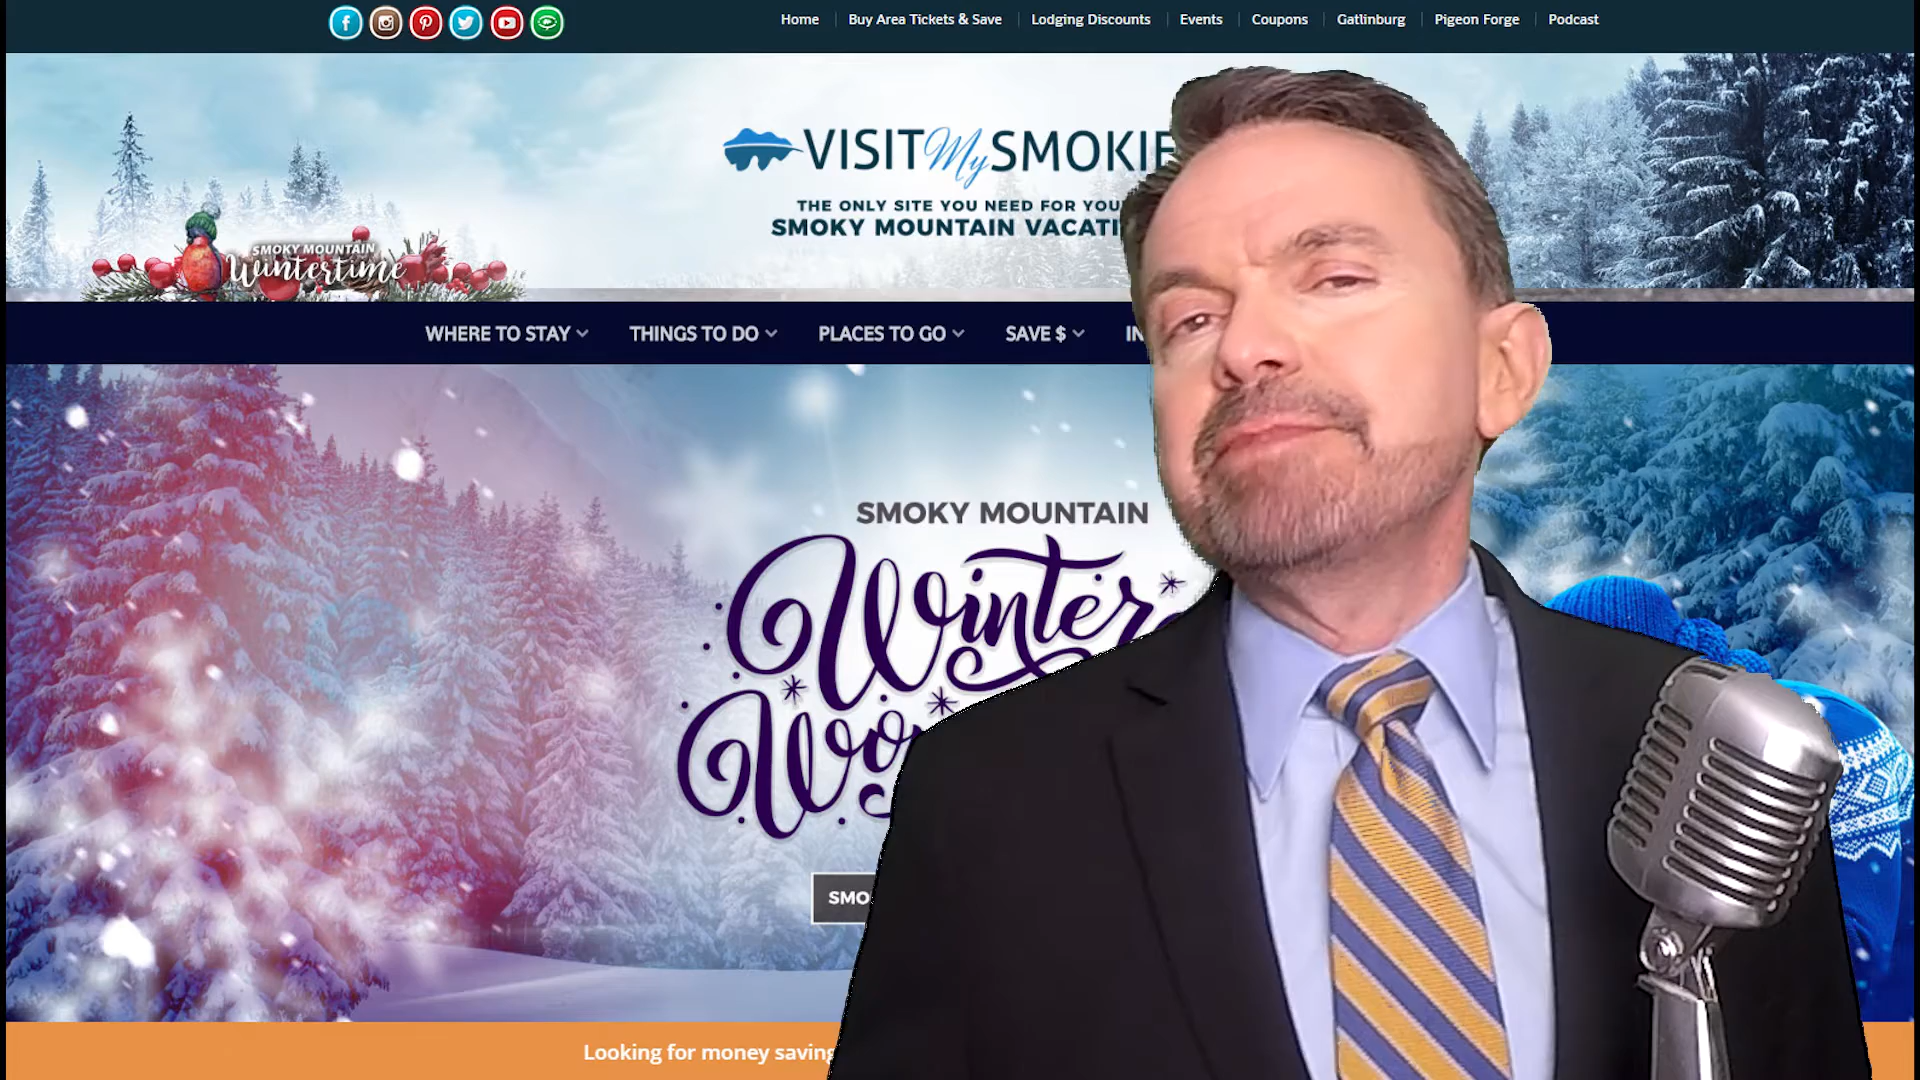 Home
Buy Area Tickets & Save
Lodging Discounts
Events
Coupons
Gatlinburg
Pigeon Forge
Podcast
VISIT My SMOKIE
THE ONLY SITE YOU NEED FOR YOU
SMOKY MOUNTAIN VACATI
SMOKY MOUNTAIN
Wintertime
WHERE TO STAY
THINGS TO DO
PLACES TO GO
SAVE $
IN
SMOKY MOUNTAIN
Winter
Wo
SMO
Looking for money saving